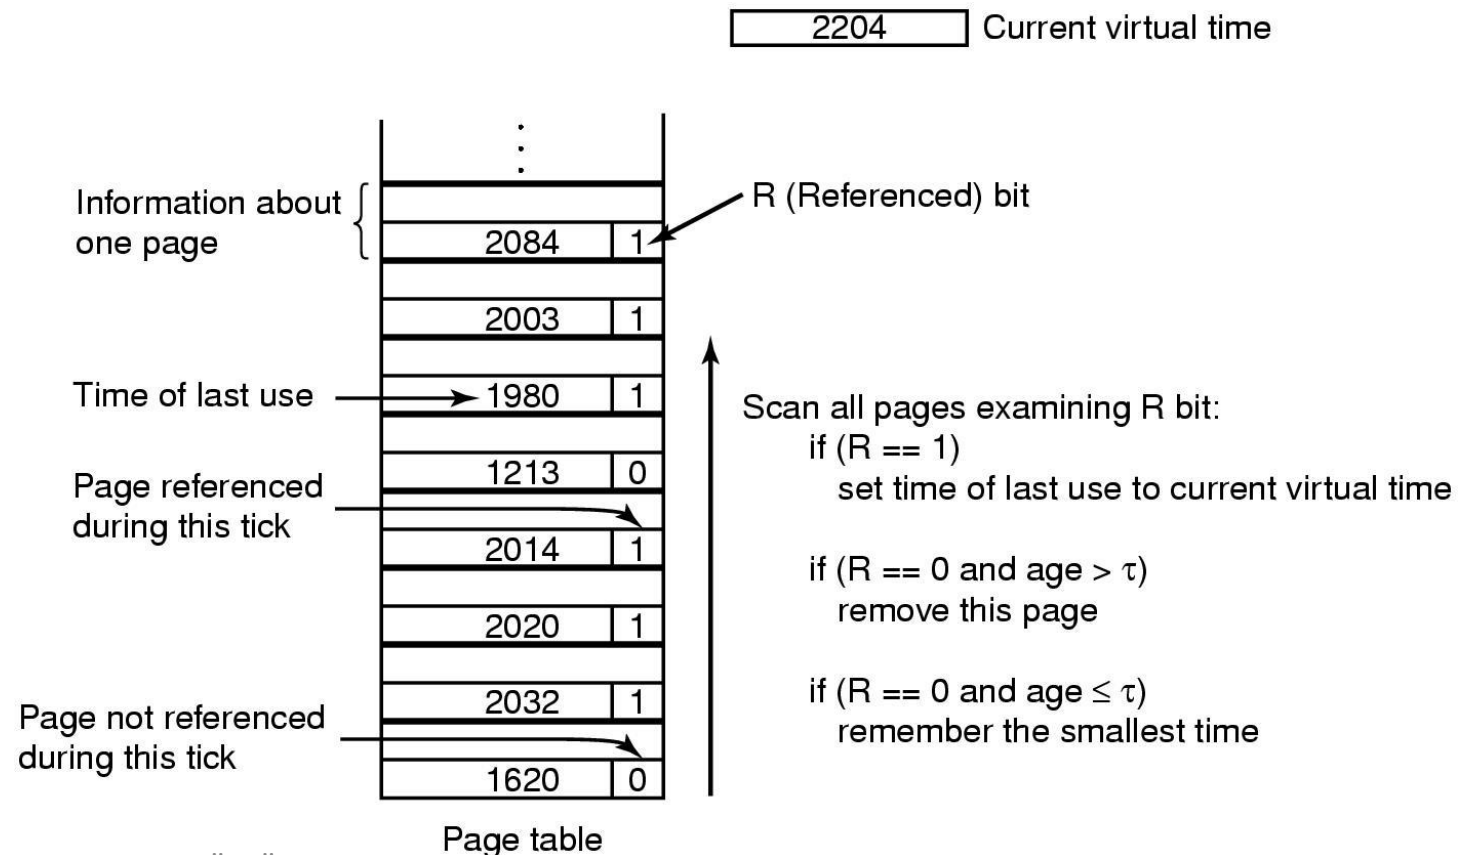 2204 Current virtual time
Information about
one page
R (Referenced) bit
2084 1
2003 1
Time of last use
1980 1
1213 0
Page referenced
during this tick
2014 1
2020 1
2032 1
Page not referenced
during this tick
1620 0
Page table
Scan all pages examining R bit:
if (R == 1)
set time of last use to current virtual time
if (R == 0 and age > τ)
remove this page
if (R == 0 and age ≤ τ)
remember the smallest time